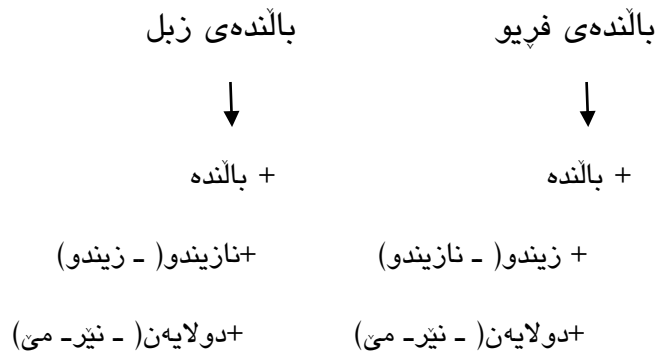 باڵندەی فڕیو    باڵندەی زبل
+ باڵندە    + باڵندە
+ زیندو( ـ نازیندو)    +نازیندو( ـ زیندو)
+دولایەن( ـ نێرـ مێ)    +دولایەن( ـ نێرـ مێ)